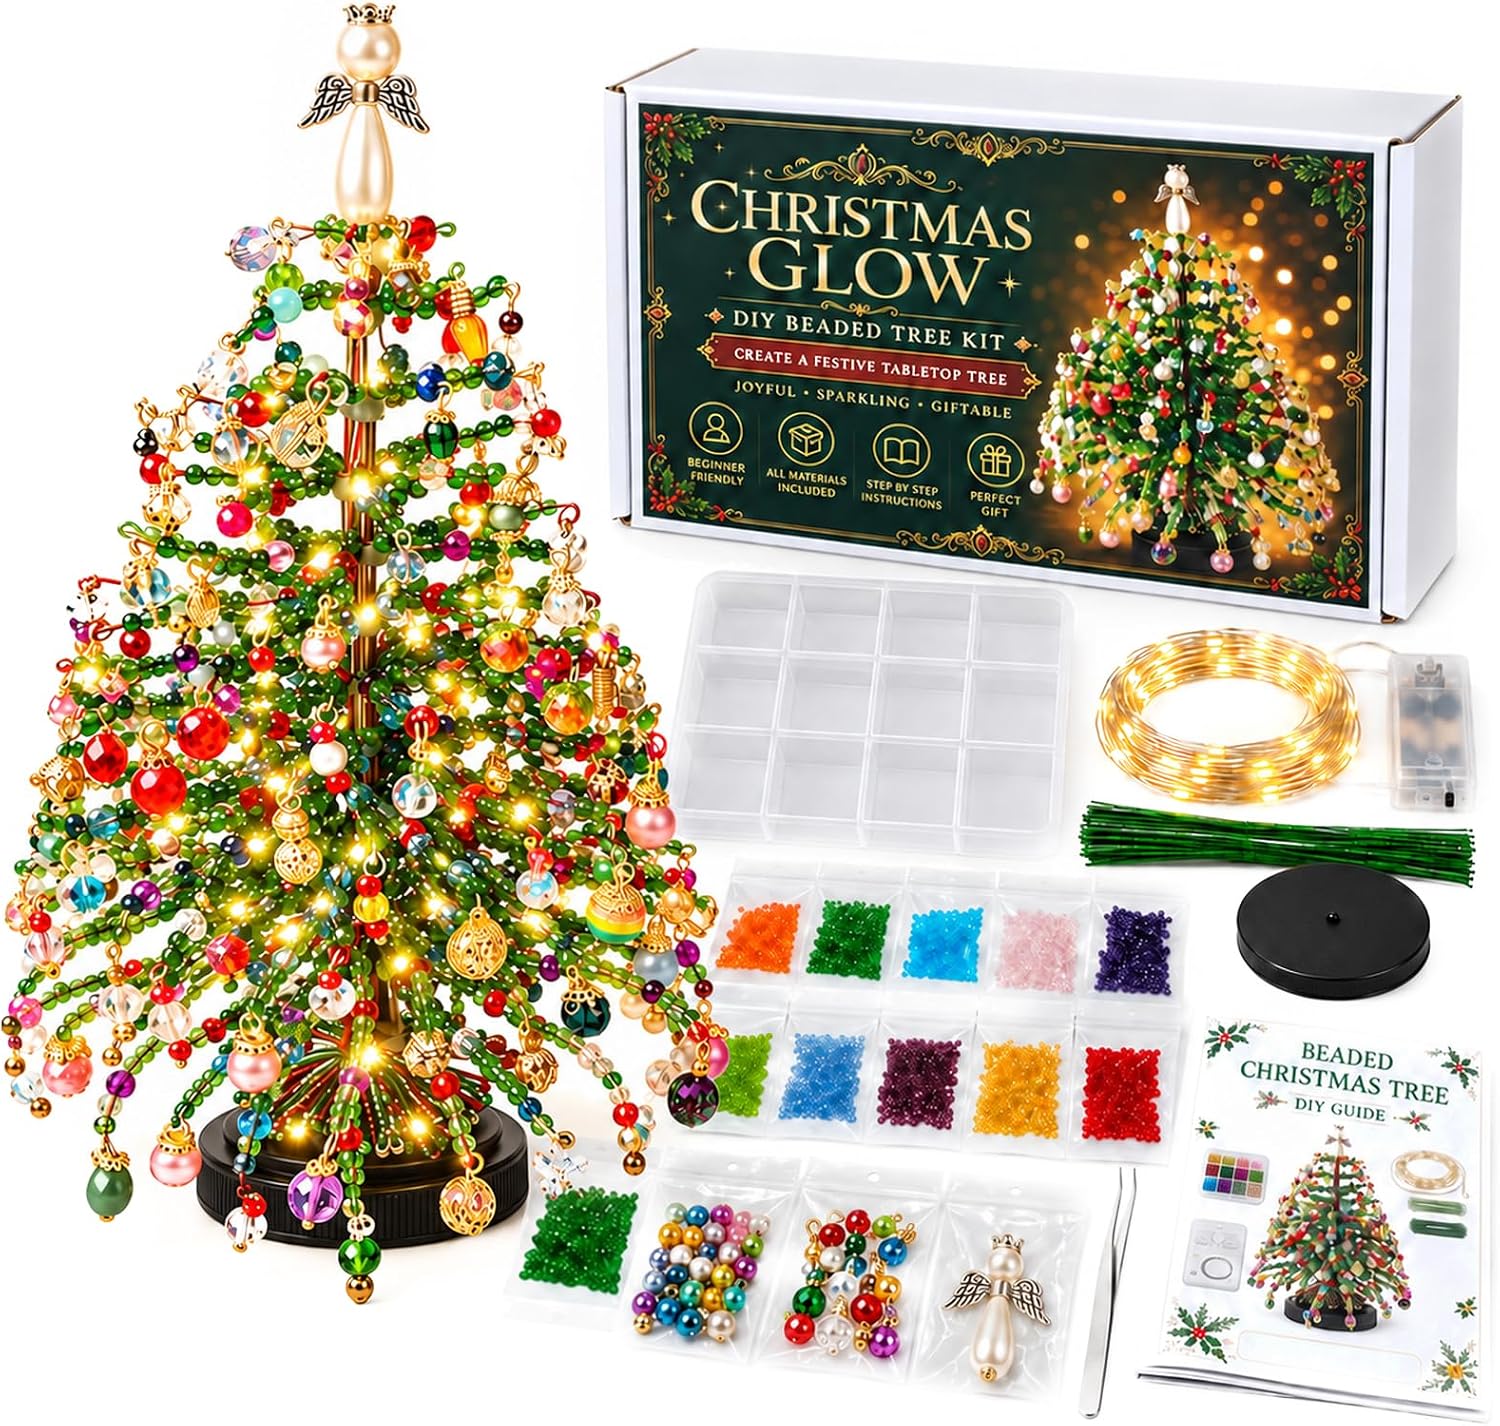 CHRISTMAS
GLOW
DIY BEADED TREE KIT
CREATE A FESTIVE TABLETOP TREE
JOYFUL • SPARKLING • GIFTABLE
BEGINNER
FRIENDLY
ALL MATERIALS
INCLUDED
STEP BY STEP
INSTRUCTIONS
PERFECT
GIFT
BEADED
CHRISTMAS TREE
DIY GUIDE